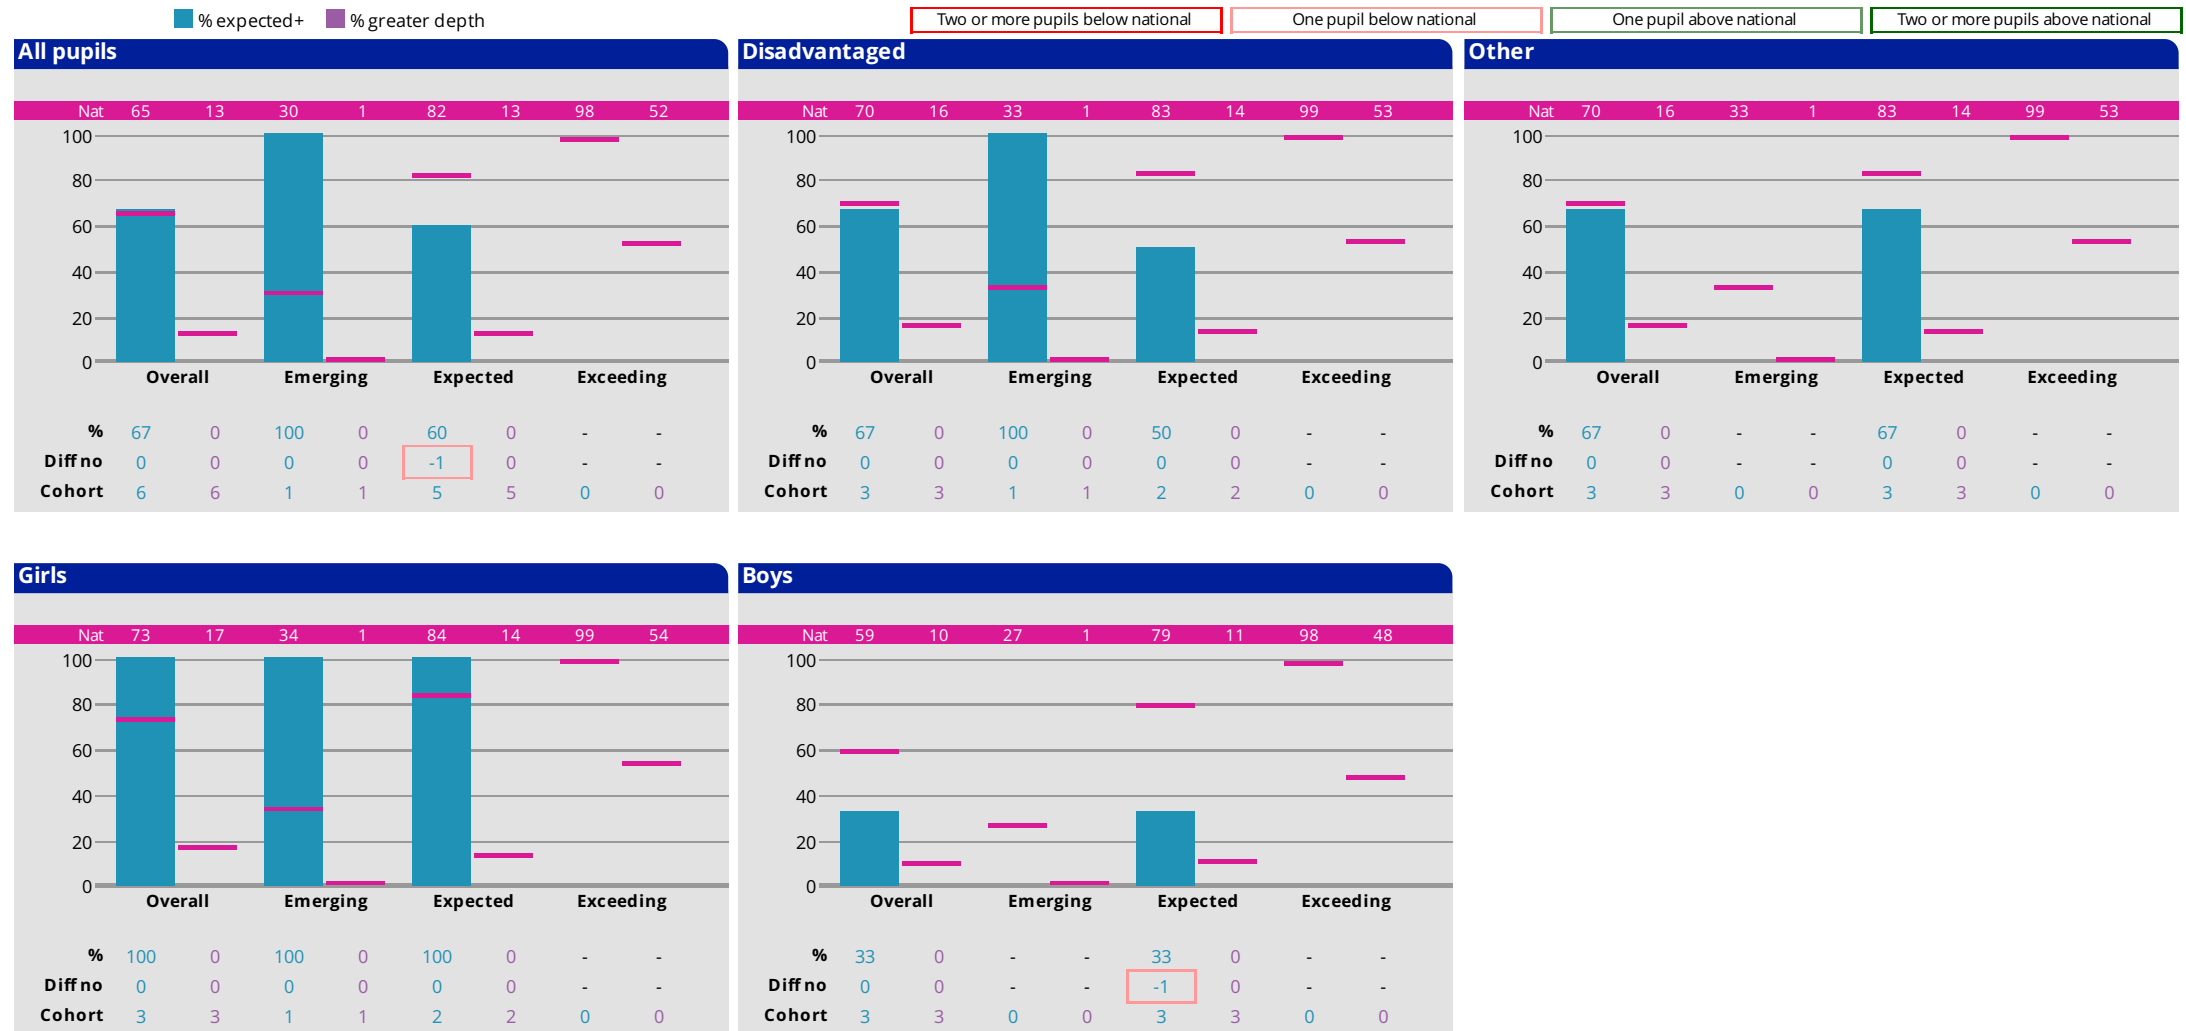 % expected+ % greater depth Two or more pupils below national One pupil below national One pupil above national Two or more pupils above national
All pupils
Nat 65 13 30 1 82 13 98 52
100
80
60
40
20
0
Overall Emerging Expected Exceeding
% 67 0 100 0 60 0 - -
Diff no 0 0 0 0 -1 0 - -
Cohort 6 6 1 1 5 5 0 0
Disadvantaged
Nat 70 16 33 1 83 14 99 53
100
80
60
40
20
0
Overall Emerging Expected Exceeding
% 67 0 100 0 50 0 - -
Diff no 0 0 0 0 0 0 - -
Cohort 3 3 1 1 2 2 0 0
Other
Nat 70 16 33 1 83 14 99 53
100
80
60
40
20
0
Overall Emerging Expected Exceeding
% 67 0 - - 67 0 - -
Diff no 0 0 - - 0 0 - -
Cohort 3 3 0 0 3 3 0 0
Girls
Nat 73 17 34 1 84 14 99 54
100
80
60
40
20
0
Overall Emerging Expected Exceeding
% 100 0 100 0 100 0 - -
Diff no 0 0 0 0 0 0 - -
Cohort 3 3 1 1 2 2 0 0
Boys
Nat 59 10 27 1 79 11 98 48
100
80
60
40
20
0
Overall Emerging Expected Exceeding
% 33 0 - - 33 0 - -
Diff no 0 0 - - -1 0 - -
Cohort 3 3 0 0 3 3 0 0